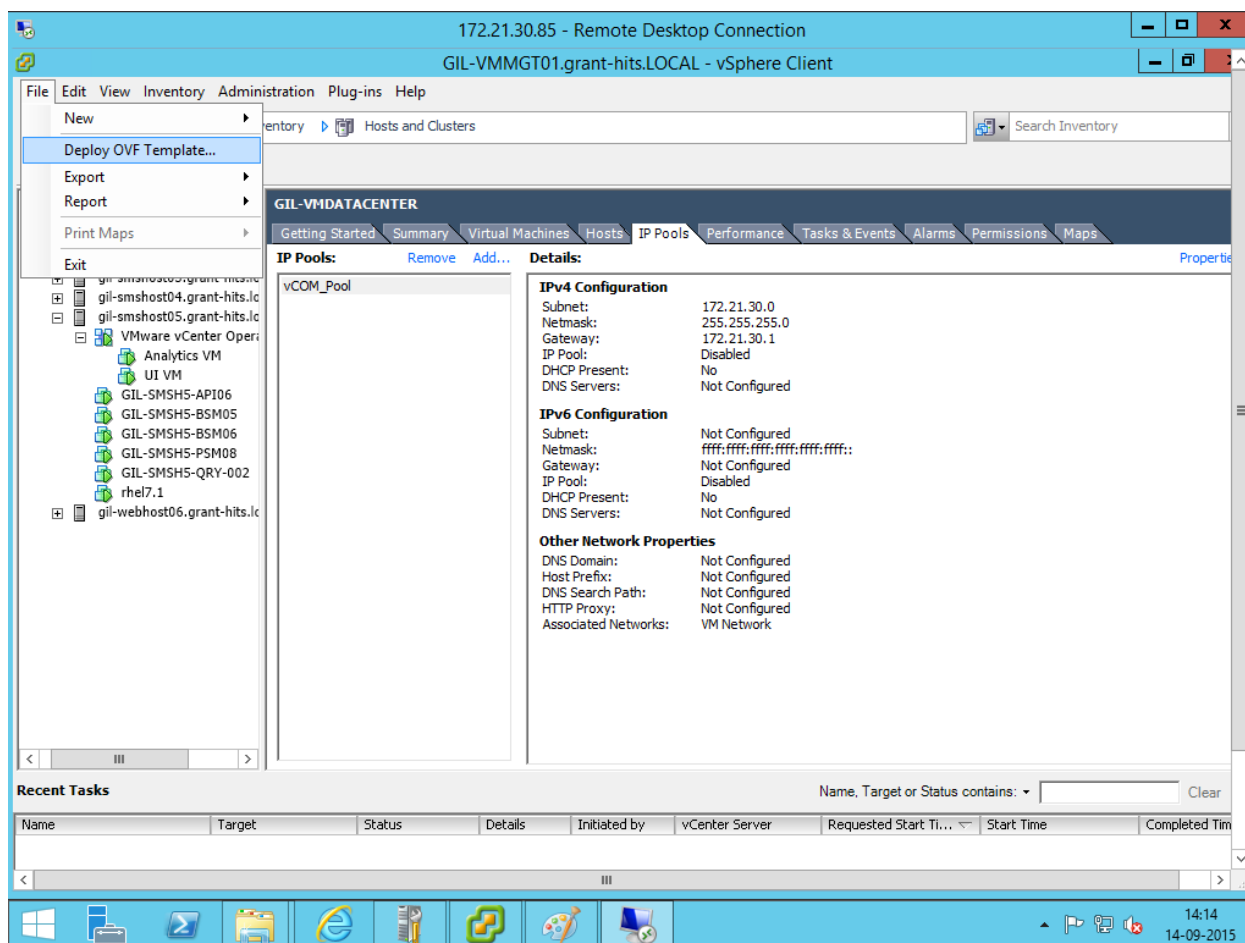 172.21.30.85 - Remote Desktop Connection
GIL-VMMGT01.grant-hits.LOCAL - vSphere Client
File Edit View Inventory Administration Plug-ins Help
New
entory Hosts and Clusters
Search Inventory
Deploy OVF Template...
Export
Report
Print Maps
Exit
GIL-VMDATACENTER
Getting Started Summary Virtual Machines Hosts IP Pools Performance Tasks & Events Alarms Permissions Maps
IP Pools: Remove Add... Details: Propertie
vCOM_Pool
gil-smshost03.grant-hits.lo
gil-smshost04.grant-hits.lo
gil-smshost05.grant-hits.lo
VMware vCenter Opera
Analytics VM
UI VM
GIL-SMSH5-API06
GIL-SMSH5-BSM05
GIL-SMSH5-BSM06
GIL-SMSH5-PSM08
GIL-SMSH5-QRY-002
rhel7.1
gil-webhost06.grant-hits.lo
IPv4 Configuration
Subnet: 172.21.30.0
Netmask: 255.255.255.0
Gateway: 172.21.30.1
IP Pool: Disabled
DHCP Present: No
DNS Servers: Not Configured
IPv6 Configuration
Subnet: Not Configured
Netmask: ffff:ffff:ffff:ffff:ffff:ffff::
Gateway: Not Configured
IP Pool: Disabled
DHCP Present: No
DNS Servers: Not Configured
Other Network Properties
DNS Domain: Not Configured
Host Prefix: Not Configured
DNS Search Path: Not Configured
HTTP Proxy: Not Configured
Associated Networks: VM Network
Recent Tasks
Name, Target or Status contains: Clear
Name Target Status Details Initiated by vCenter Server Requested Start Ti... Start Time Completed Tim
14:14
14-09-2015